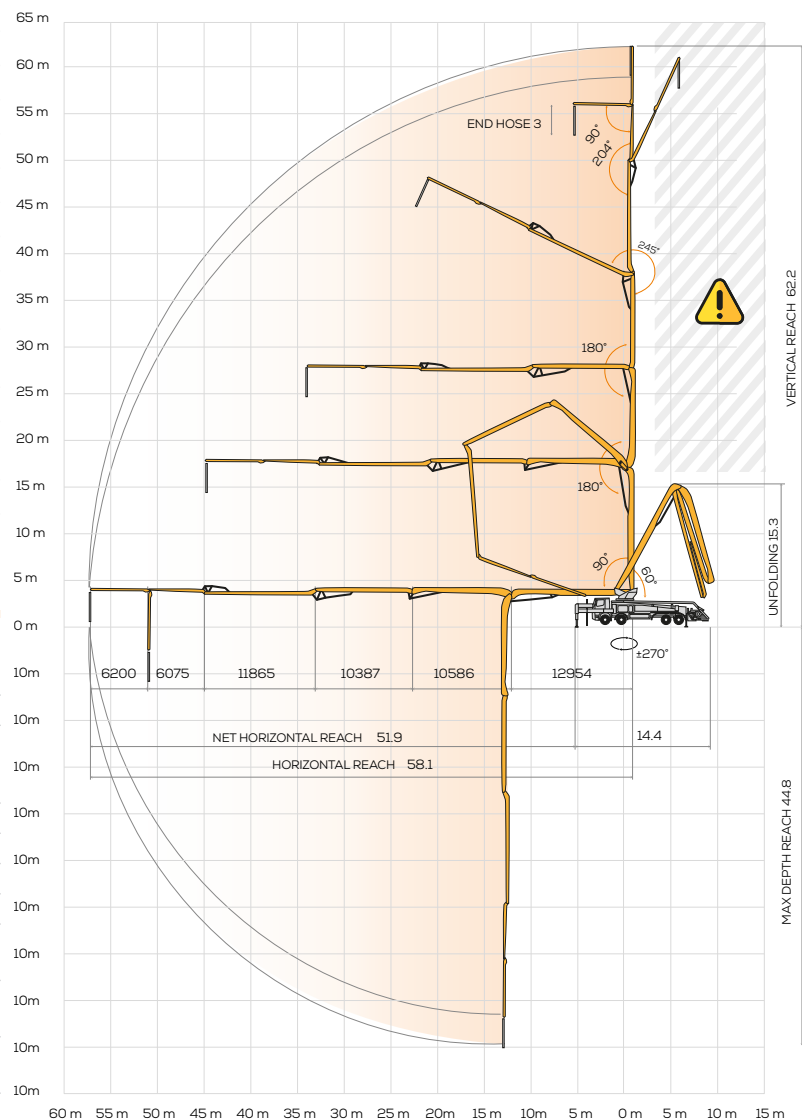 65 m
60 m
55 m
50 m
45 m
40 m
35 m
30 m
25 m
20 m
15 m
10 m
5 m
0 m
10m
10m
10m
10m
10m
10m
10m
10m
10m
10m
END HOSE 3
90°
204°
245°
180°
180°
90°
60°
±270°
VERTICAL REACH 62.2
UNFOLDING 15.3
MAX DEPTH REACH 44.8
6200 6075 11865 10387 10586 12954
NET HORIZONTAL REACH 51.9
14.4
HORIZONTAL REACH 58.1
60 m 55 m 50 m 45 m 40 m 35 m 30 m 25 m 20m 15 m 10m 5 m 0 m 5 m 10 m 15 m